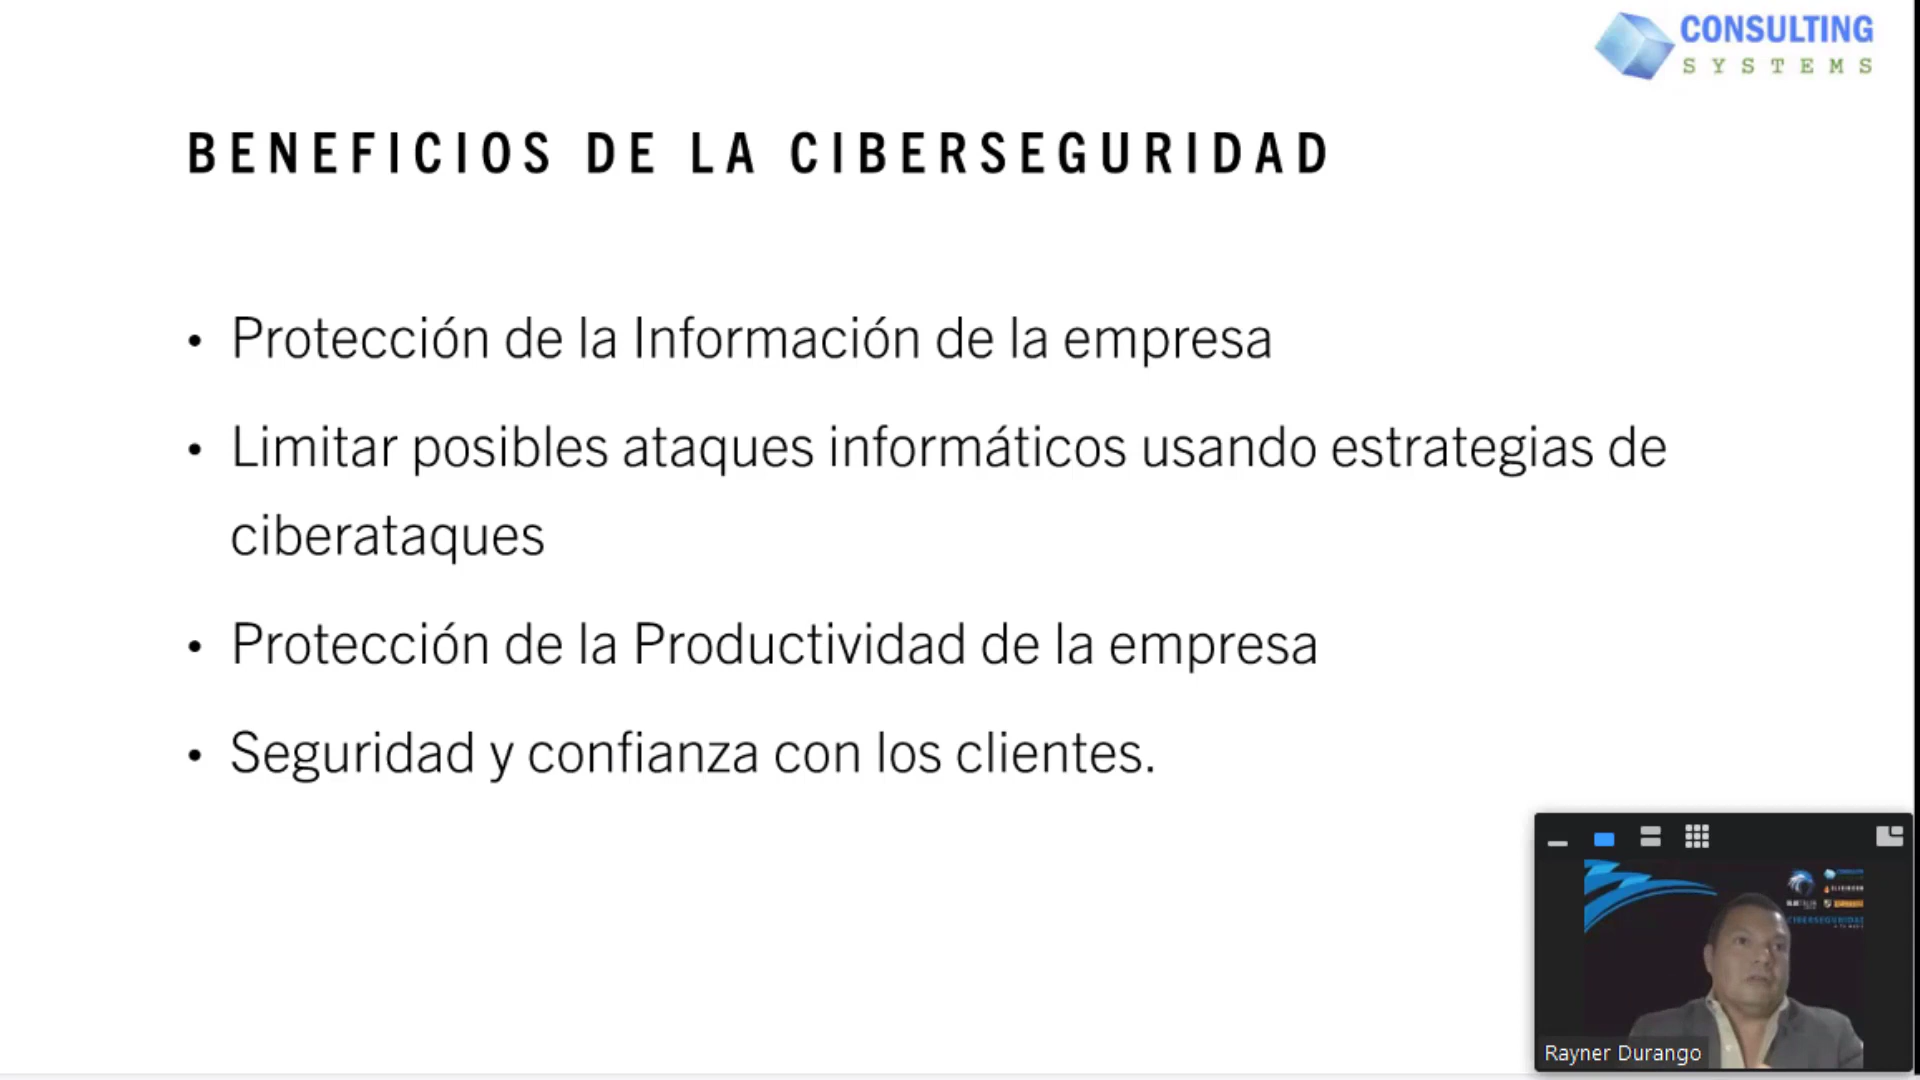 CONSULTING
SYSTEMS
BENEFICIOS DE LA CIBERSEGURIDAD
• Protección de la Información de la empresa
• Limitar posibles ataques informáticos usando estrategias de
ciberataques
• Protección de la Productividad de la empresa
• Seguridad y confianza con los clientes.
CIBERSEGURIDAD
Rayner Durango